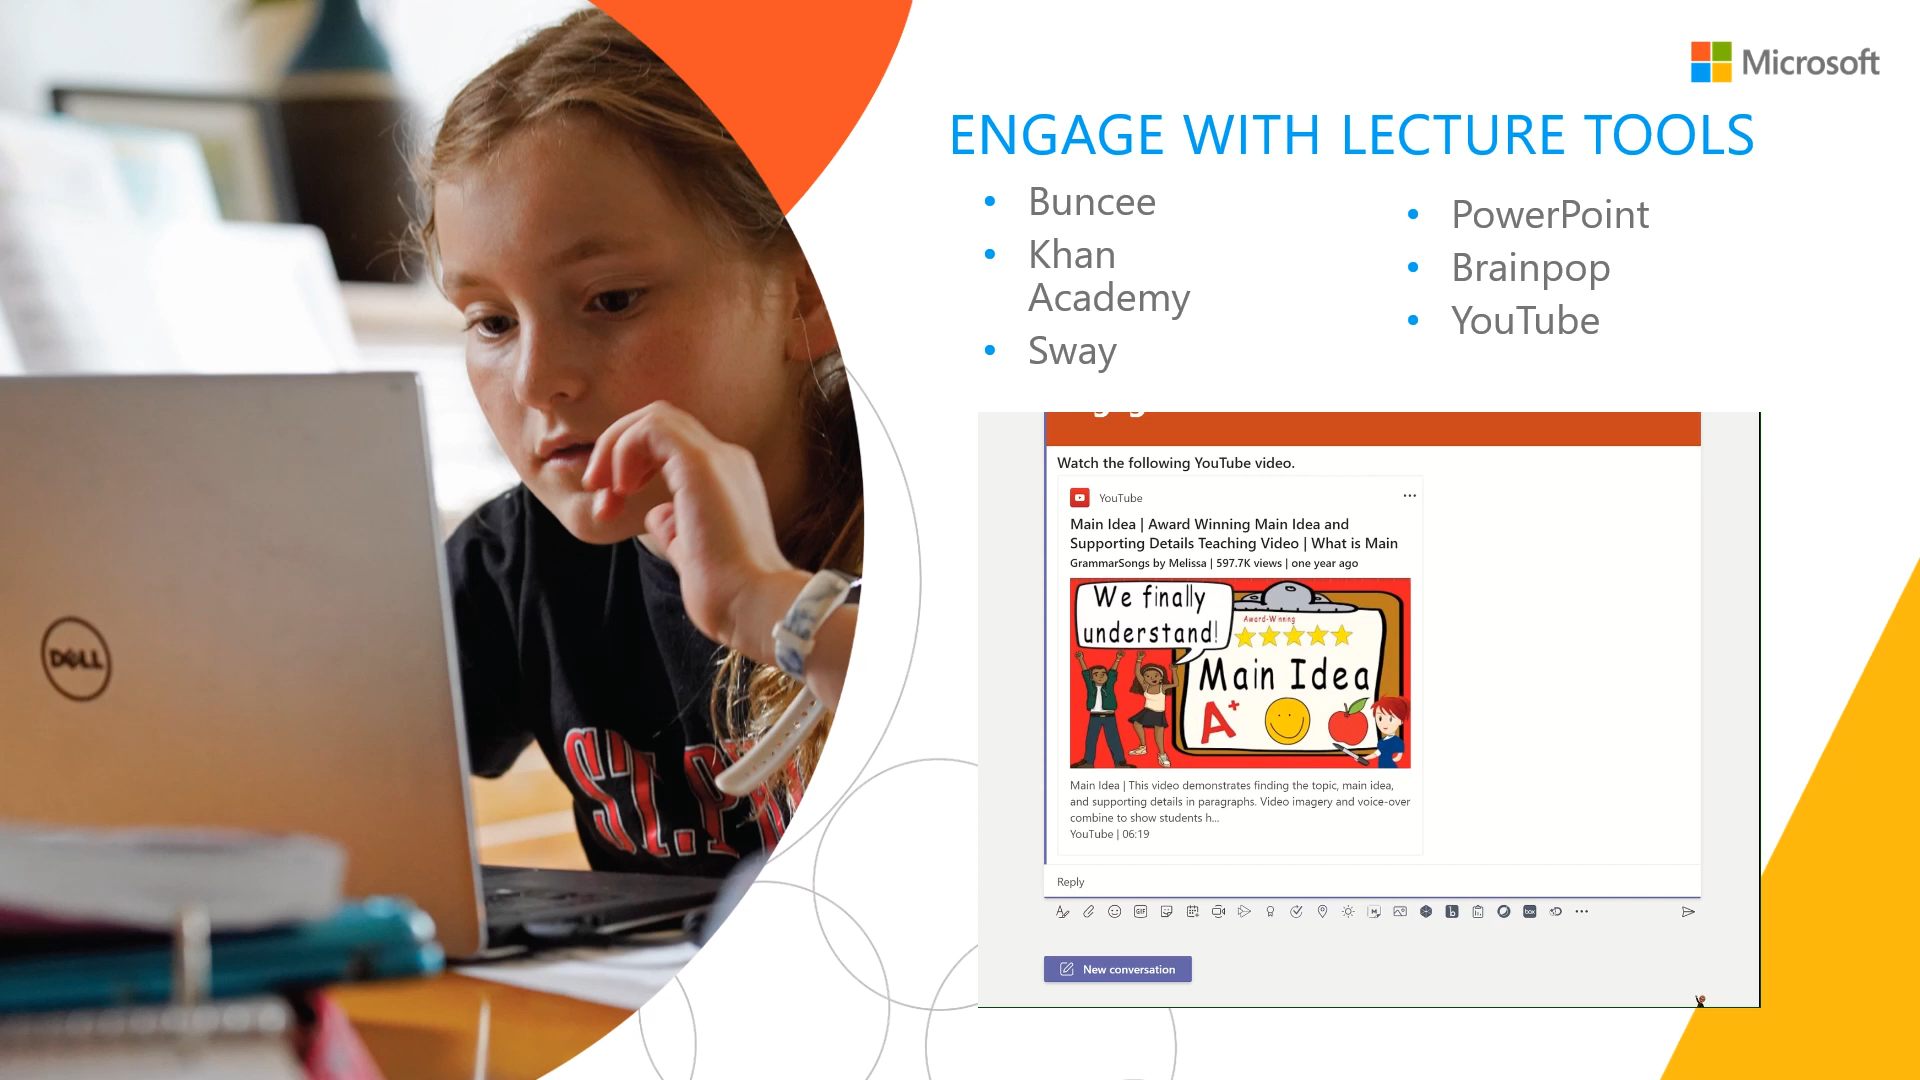 Microsoft
ENGAGE WITH LECTURE TOOLS
• Buncee
• Khan
Academy
• Sway
• PowerPoint
• Brainpop
• YouTube
Watch the following YouTube video.
YouTube
Main Idea | Award Winning Main Idea and
Supporting Details Teaching Video | What is Main
GrammarSongs by Melissa | 597.7K views | one year ago
We finally
understand!
Award-Winning
Main Idea
A+
Main Idea | This video demonstrates finding the topic, main idea,
and supporting details in paragraphs. Video imagery and voice-over
combine to show students h...
YouTube | 06:19
Reply
GIF
box
New conversation
DELL
ST.P